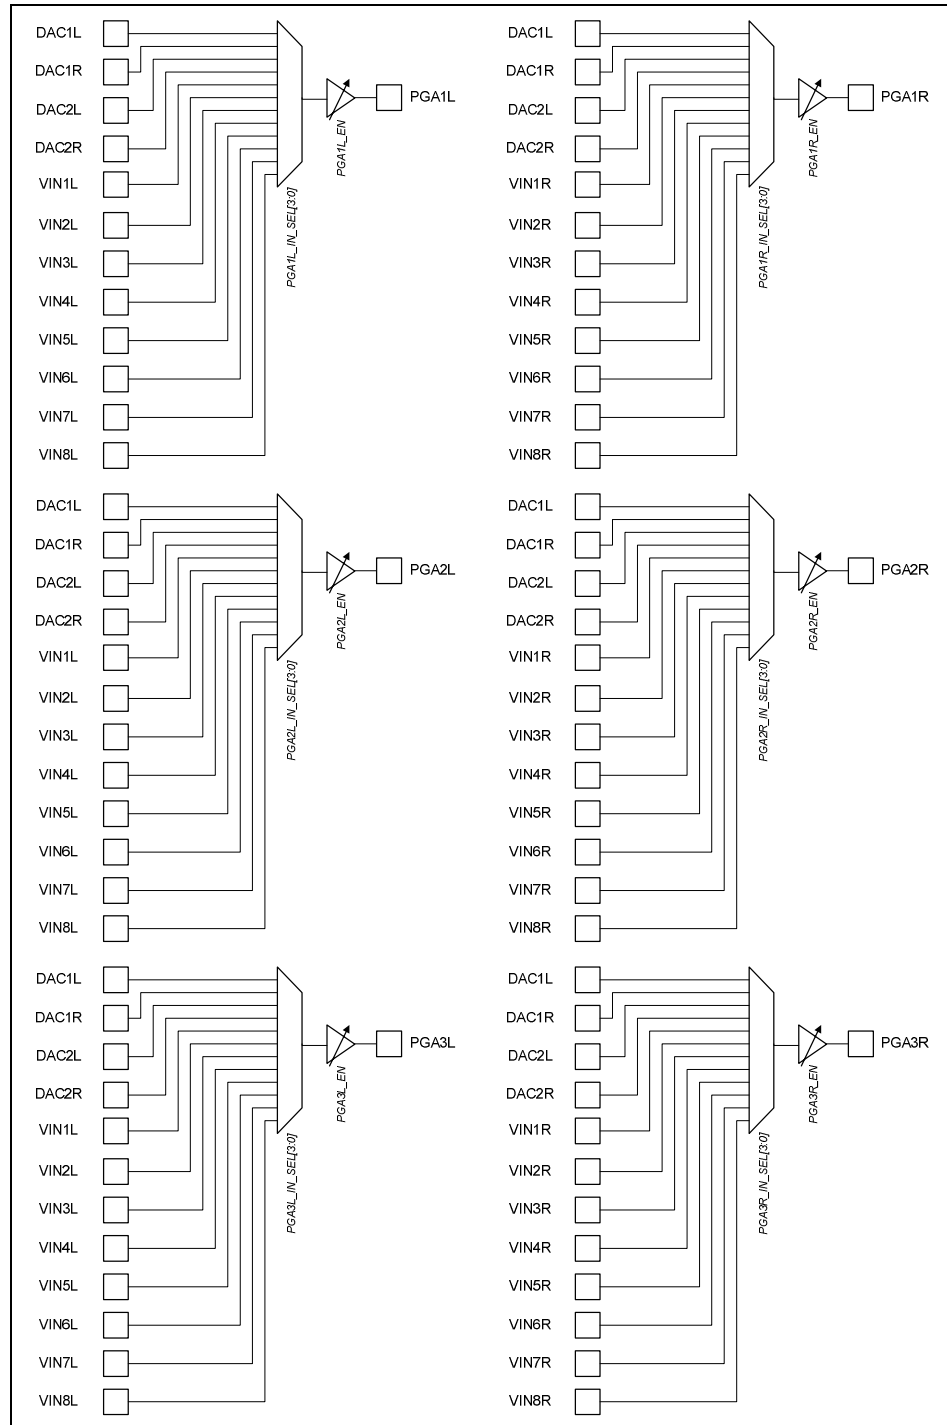 DAC1L
DAC1R
DAC2L
DAC2R
VIN1L
VIN2L
VIN3L
VIN4L
VIN5L
VIN6L
VIN7L
VIN8L
PGA1L_IN_SEL[3:0]
PGA1L_EN
PGA1L
DAC1L
DAC1R
DAC2L
DAC2R
VIN1R
VIN2R
VIN3R
VIN4R
VIN5R
VIN6R
VIN7R
VIN8R
PGA1R_IN_SEL[3:0]
PGA1R_EN
PGA1R
DAC1L
DAC1R
DAC2L
DAC2R
VIN1L
VIN2L
VIN3L
VIN4L
VIN5L
VIN6L
VIN7L
VIN8L
PGA2L_IN_SEL[3:0]
PGA2L_EN
PGA2L
DAC1L
DAC1R
DAC2L
DAC2R
VIN1R
VIN2R
VIN3R
VIN4R
VIN5R
VIN6R
VIN7R
VIN8R
PGA2R_IN_SEL[3:0]
PGA2R_EN
PGA2R
DAC1L
DAC1R
DAC2L
DAC2R
VIN1L
VIN2L
VIN3L
VIN4L
VIN5L
VIN6L
VIN7L
VIN8L
PGA3L_IN_SEL[3:0]
PGA3L_EN
PGA3L
DAC1L
DAC1R
DAC2L
DAC2R
VIN1R
VIN2R
VIN3R
VIN4R
VIN5R
VIN6R
VIN7R
VIN8R
PGA3R_IN_SEL[3:0]
PGA3R_EN
PGA3R